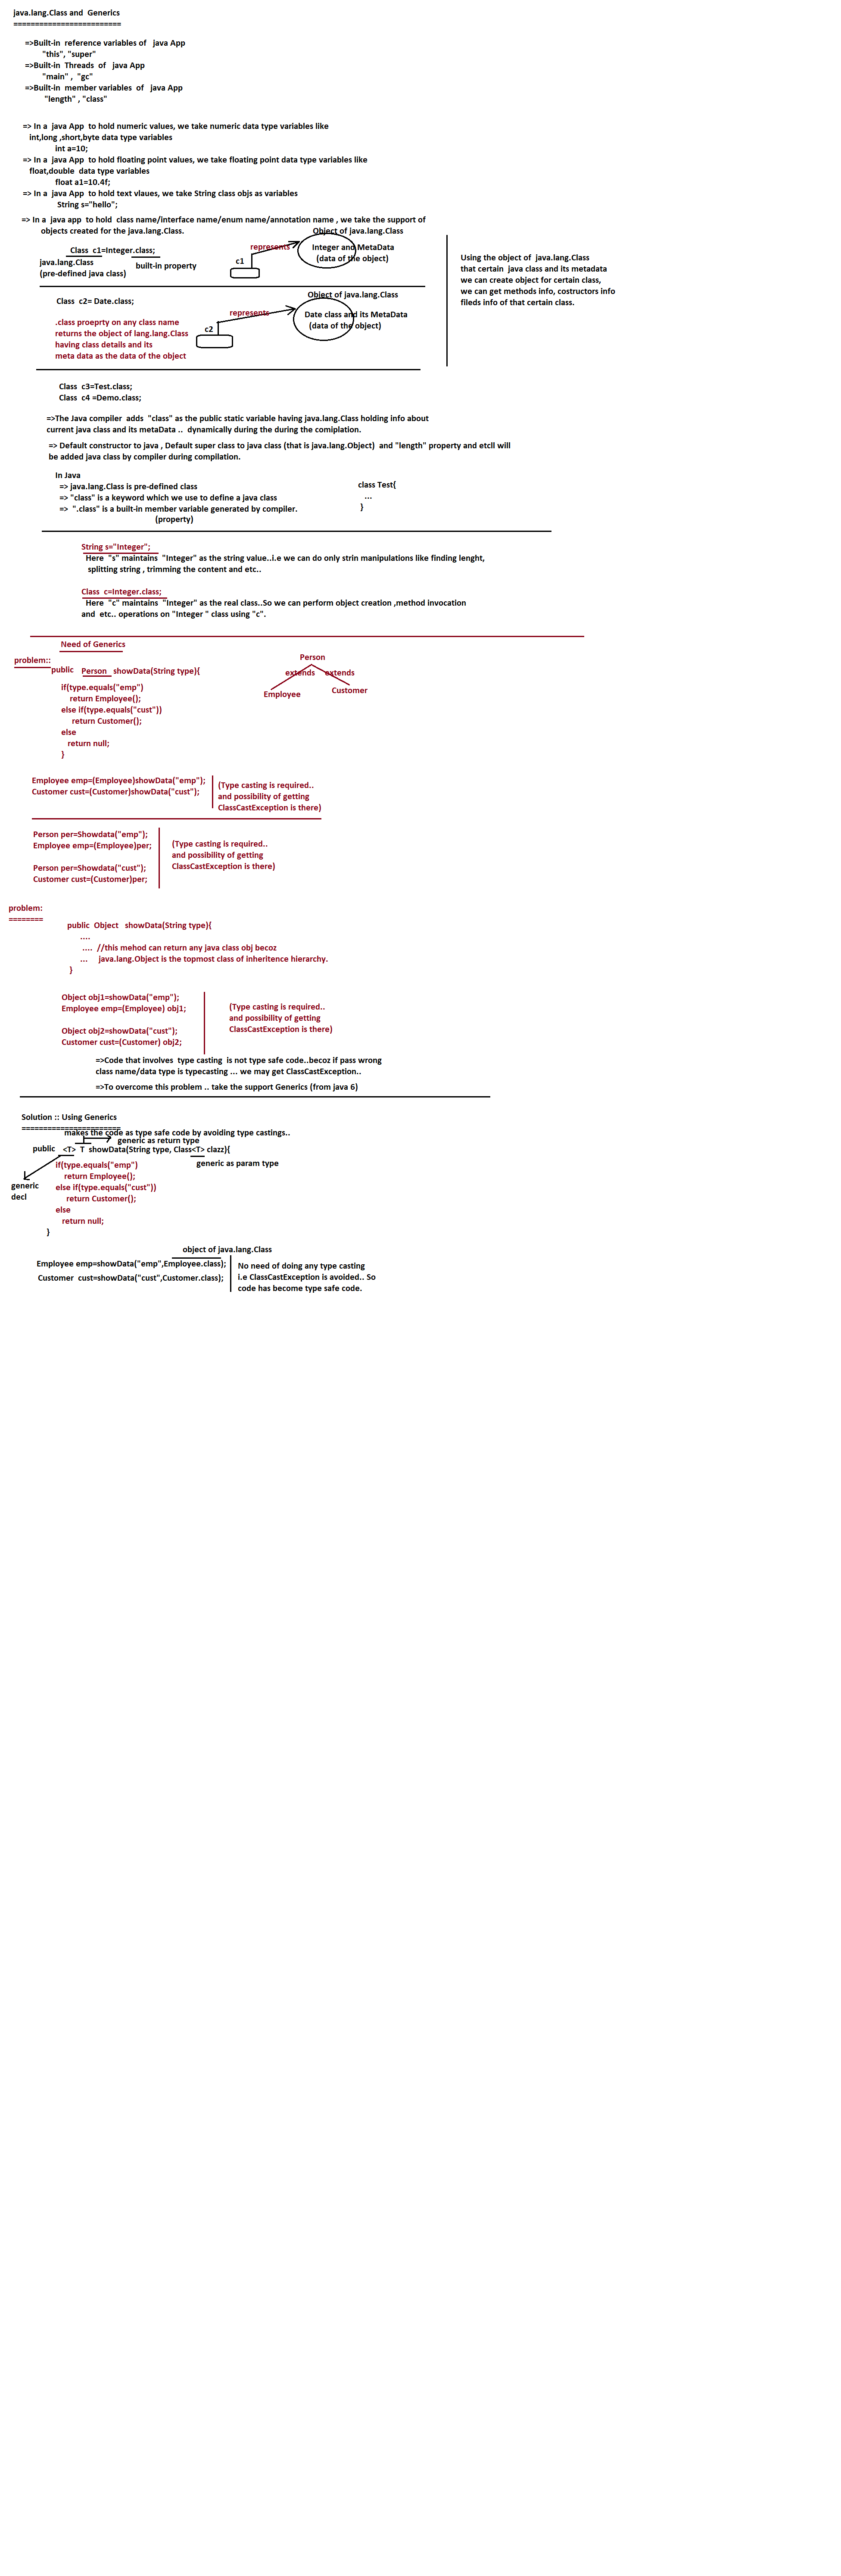 java.lang.Class and Generics
=========================
=>Built-in reference variables of java App
"this", "super"
=>Built-in Threads of java App
"main" , "gc"
=>Built-in member variables of java App
"length" , "class"
=> In a java App to hold numeric values, we take numeric data type variables like
int,long ,short,byte data type variables
int a=10;
=> In a java App to hold floating point values, we take floating point data type variables like
float,double data type variables
float a1=10.4f;
=> In a java App to hold text vlaues, we take String class objs as variables
String s="hello";
=> In a java app to hold class name/interface name/enum name/annotation name , we take the support of
objects created for the java.lang.Class.
Object of java.lang.Class
Class c1=Integer.class;
java.lang.Class
(pre-defined java class)
built-in property
c1
represents
Integer and MetaData
(data of the object)
Using the object of java.lang.Class
that certain java class and its metadata
we can create object for certain class,
we can get methods info, costructors info
fileds info of that certain class.
Class c2= Date.class;
Object of java.lang.Class
.class proeprty on any class name
returns the object of lang.lang.Class
having class details and its
meta data as the data of the object
c2
represents
Date class and its MetaData
(data of the object)
Class c3=Test.class;
Class c4 =Demo.class;
=>The Java compiler adds "class" as the public static variable having java.lang.Class holding info about
current java class and its metaData .. dynamically during the during the comiplation.
=> Default constructor to java , Default super class to java class (that is java.lang.Object) and "length" property and etcll will
be added java class by compiler during compilation.
In Java
=> java.lang.Class is pre-defined class
=> "class" is a keyword which we use to define a java class
=> ".class" is a built-in member variable generated by compiler.
(property)
class Test{
...
}
String s="Integer";
Here "s" maintains "Integer" as the string value..i.e we can do only strin manipulations like finding lenght,
splitting string , trimming the content and etc..
Class c=Integer.class;
Here "c" maintains "Integer" as the real class..So we can perform object creation ,method invocation
and etc.. operations on "Integer " class using "c".
Need of Generics
problem::
public Person showData(String type){
if(type.equals("emp")
return Employee();
else if(type.equals("cust"))
return Customer();
else
return null;
}
Person
extends extends
Employee
Customer
Employee emp=(Employee)showData("emp");
Customer cust=(Customer)showData("cust");
(Type casting is required..
and possibility of getting
ClassCastException is there)
Person per=Showdata("emp");
Employee emp=(Employee)per;
Person per=Showdata("cust");
Customer cust=(Customer)per;
(Type casting is required..
and possibility of getting
ClassCastException is there)
problem:
========
public Object showData(String type){
....
.... //this mehod can return any java class obj becoz
... java.lang.Object is the topmost class of inheritence hierarchy.
}
Object obj1=showData("emp");
Employee emp=(Employee) obj1;
Object obj2=showData("cust");
Customer cust=(Customer) obj2;
(Type casting is required..
and possibility of getting
ClassCastException is there)
=>Code that involves type casting is not type safe code..becoz if pass wrong
class name/data type is typecasting ... we may get ClassCastException..
=>To overcome this problem .. take the support Generics (from java 6)
Solution :: Using Generics
=======================
makes the code as type safe code by avoiding type castings..
generic as return type
public <T> T showData(String type, Class<T> clazz){
generic as param type
generic
decl
if(type.equals("emp")
return Employee();
else if(type.equals("cust"))
return Customer();
else
return null;
}
object of java.lang.Class
Employee emp=showData("emp",Employee.class);
Customer cust=showData("cust",Customer.class);
No need of doing any type casting
i.e ClassCastException is avoided.. So
code has become type safe code.